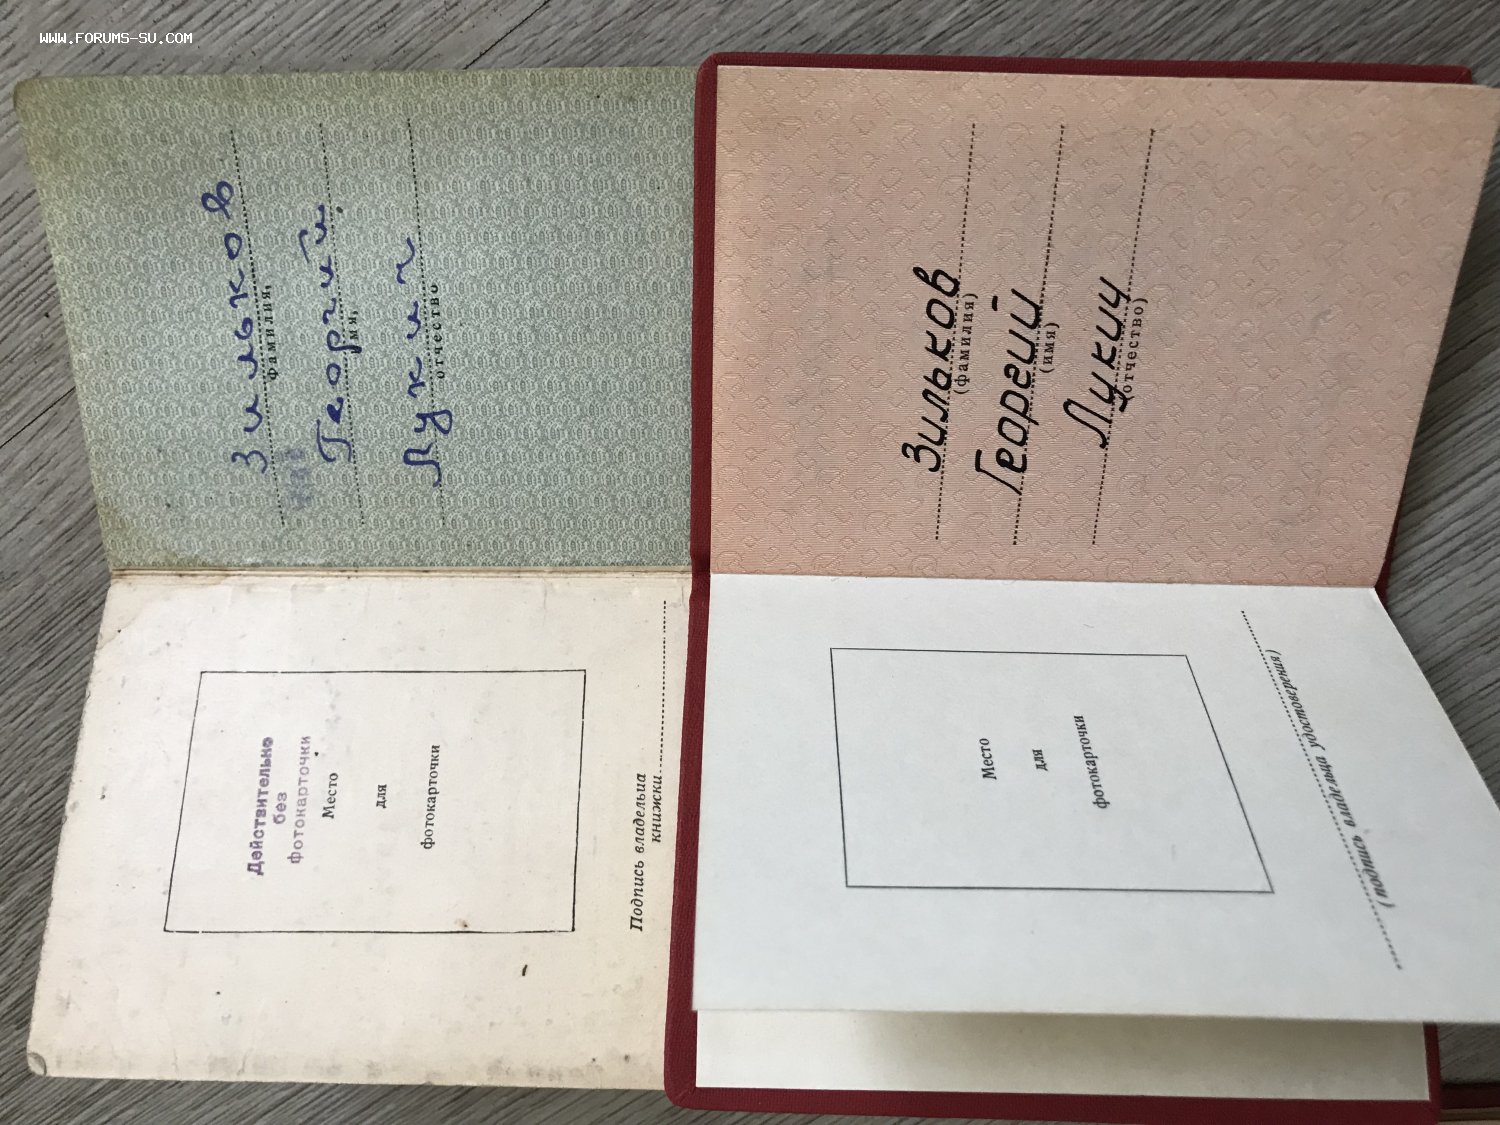 WWW.FORUMS-SU.COM
Зильков
фамилия,
Георгий
имя,
Лукич
отчество
Действительно
без
фотокарточки
Место
для
фотокарточки
Подпись владельца
книжки
Зильков
(фамилия)
Георгий
(имя)
Лукич
(отчество)
Место
для
фотокарточки
(подпись владельца удостоверения)